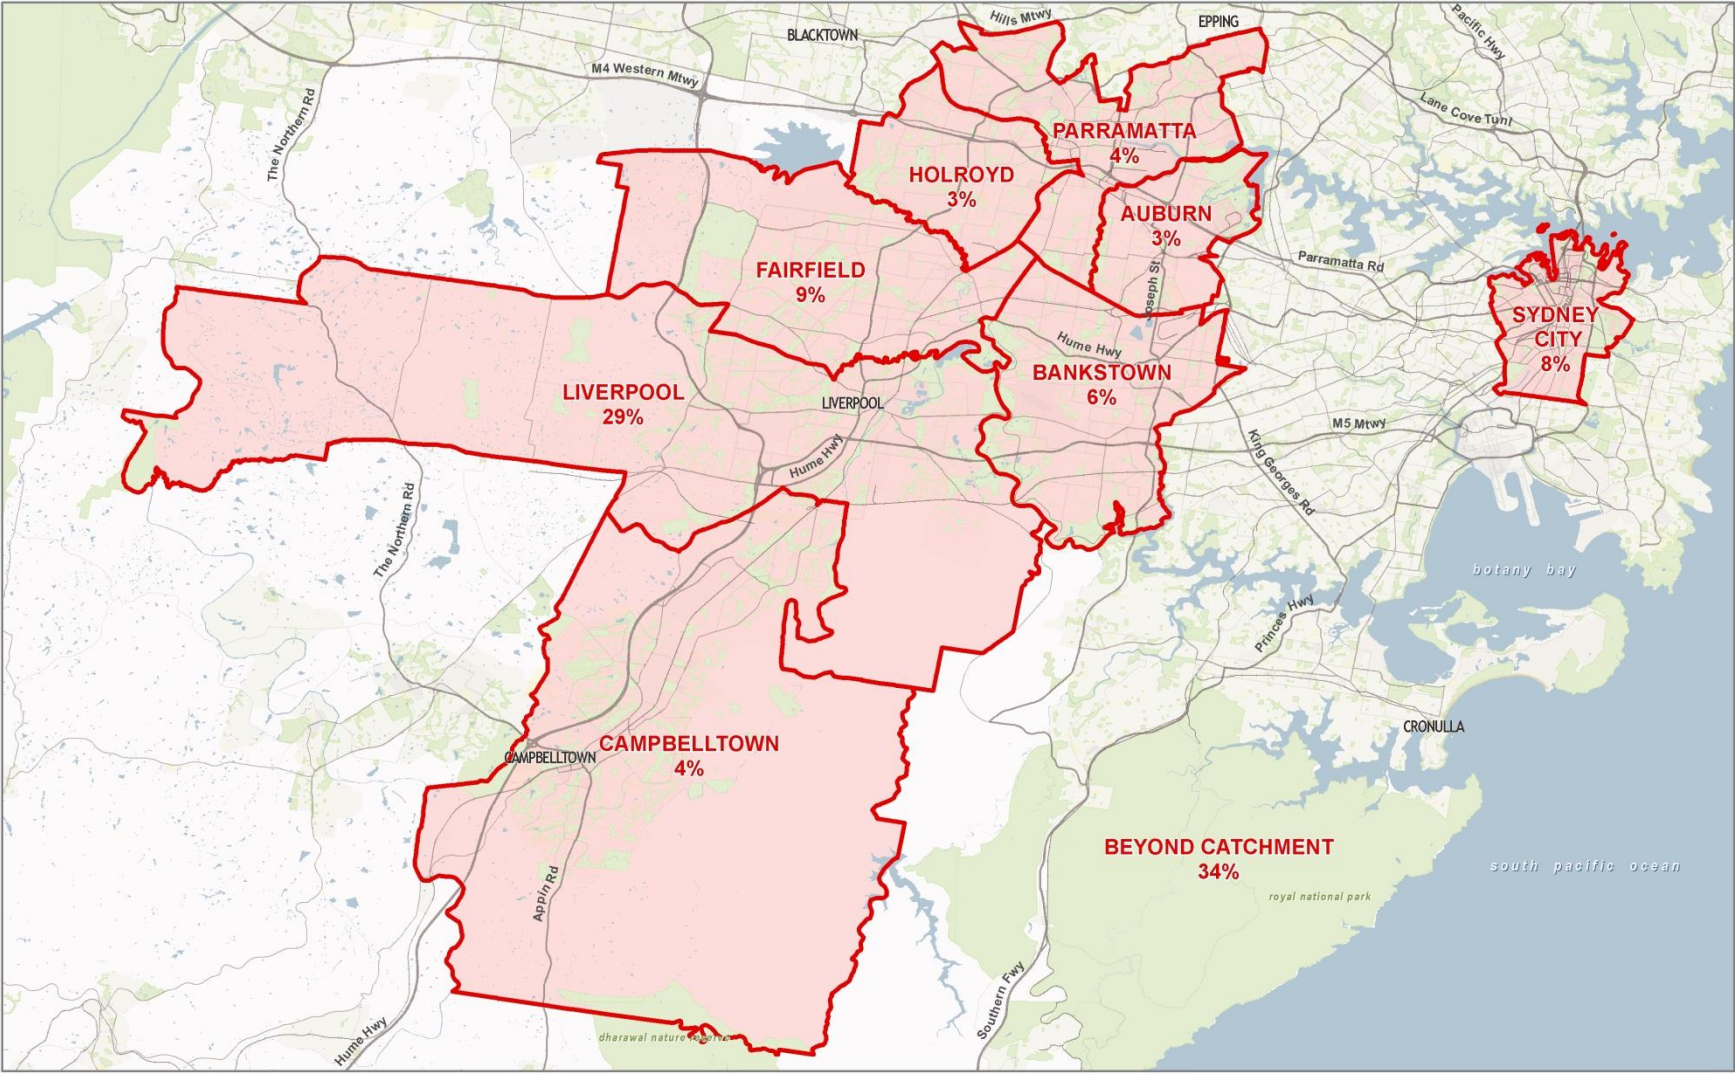 Hills Mtwy
EPPING
Pacific Hwy
BLACKTOWN
M4 Western Mtwy
The Northern Rd
Lane Cove Tunl
PARRAMATTA
4%
HOLROYD
3%
AUBURN
3%
Parramatta Rd
FAIRFIELD
9%
Joseph St
SYDNEY
CITY
8%
Hume Hwy
BANKSTOWN
6%
LIVERPOOL
29%
LIVERPOOL
Hume Hwy
M5 Mtwy
King Georges Rd
The Northern Rd
botany bay
Princes Hwy
CRONULLA
CAMPBELLTOWN
4%
CAMPBELLTOWN
BEYOND CATCHMENT
34%
south pacific ocean
royal national park
Appin Rd
Southern Fwy
Hume Hwy
dharawal nature reserve